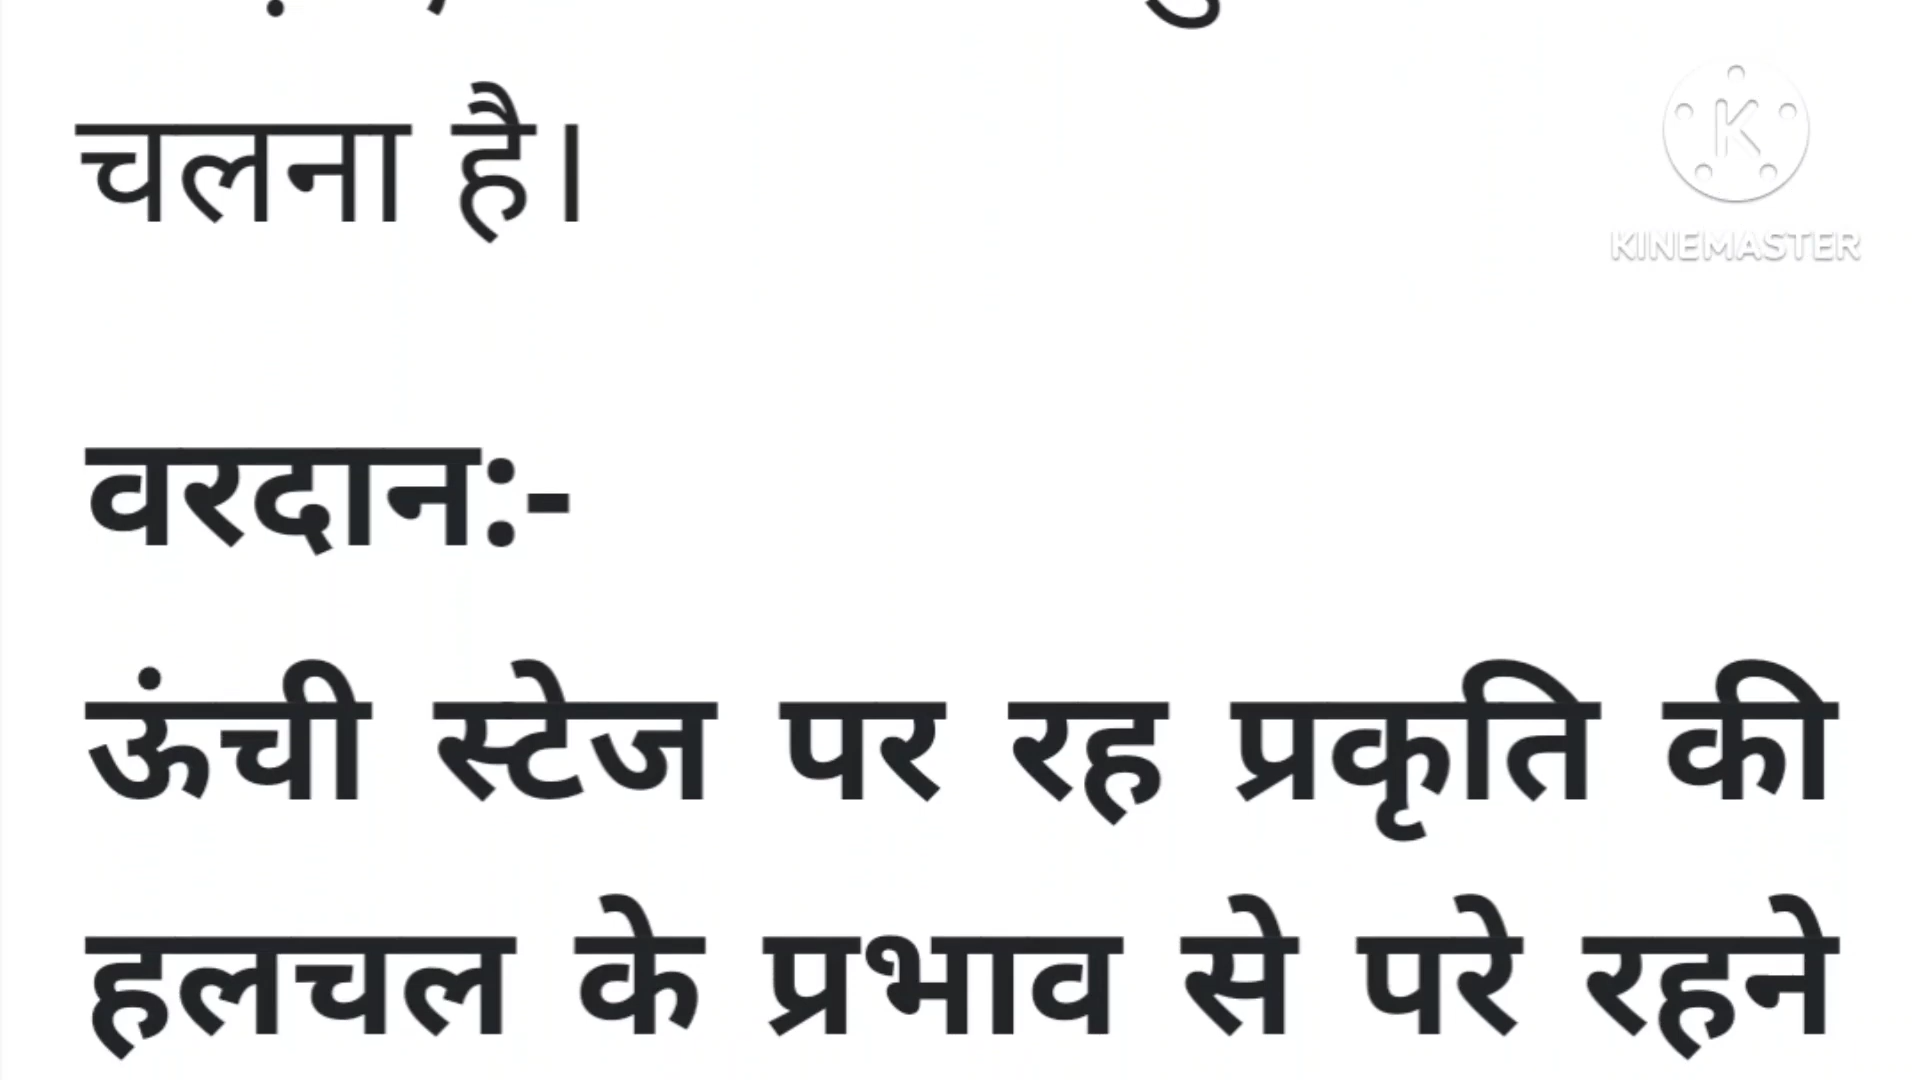 चलना है।
KINEMASTER
वरदान:-
ऊंची स्टेज पर रह प्रकृति की
हलचल के प्रभाव से परे रहने